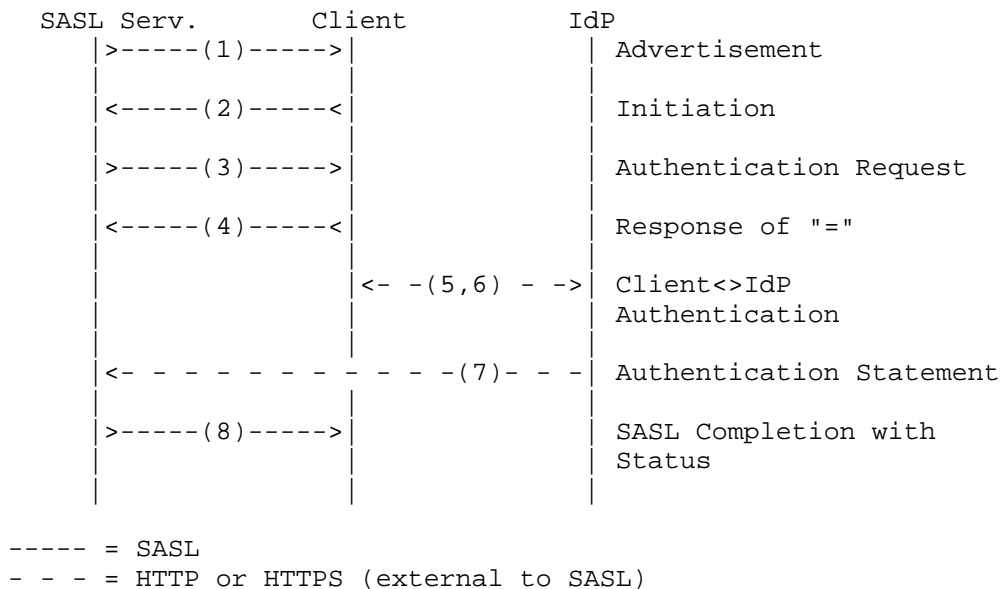 SASL Serv.       Client            IdP
    |>-----(1)----->|                | Advertisement
    |               |                |
    |<-----(2)-----<|                | Initiation
    |               |                |
    |>-----(3)----->|                | Authentication Request
    |               |                |
    |<-----(4)-----<|                | Response of "="
    |               |                |
    |               |<- -(5,6) - - ->| Client<>IdP
    |               |                | Authentication
    |               |                |
    |<- - - - - - - - - - -(7)- - - -| Authentication Statement
    |               |                |
    |>-----(8)----->|                | SASL Completion with
    |               |                | Status
    |               |                |
----- = SASL
- - - = HTTP or HTTPS (external to SASL)